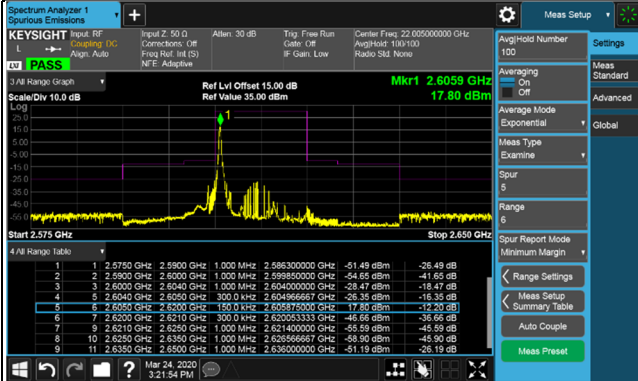 Spectrum Analyzer 1
Spurious Emissions
Meas Setup
KEYSIGHT Input: RF
Coupling: DC
Align: Auto
Input Z: 50 Ω
Corrections: Off
Freq Ref: Int (S)
NFE: Adaptive
Atten: 30 dB
Trig: Free Run
Gate: Off
IF Gain: Low
Center Freq: 22.005000000 GHz
Avg|Hold: 100/100
Radio Std: None
L
PASS
3 All Range Graph
Ref Lvl Offset 15.00 dB
Mkr1 2.6059 GHz
Scale/Div 10.0 dB
Ref Value 35.00 dBm
17.80 dBm
Log
25.0
15.0
5.00
-5.00
-15.0
-25.0
-35.0
-45.0
-55.0
1
Start 2.575 GHz
Stop 2.650 GHz
4 All Range Table
1 1 2.5750 GHz 2.5900 GHz 1.000 MHz 2.586300000 GHz -51.49 dBm -26.49 dB
2 2 2.5900 GHz 2.6000 GHz 1.000 MHz 2.599850000 GHz -54.65 dBm -41.65 dB
3 3 2.6000 GHz 2.6040 GHz 1.000 MHz 2.604000000 GHz -28.47 dBm -18.47 dB
4 5 2.6040 GHz 2.6050 GHz 300.0 kHz 2.604966667 GHz -26.35 dBm -16.35 dB
5 6 2.6050 GHz 2.6200 GHz 150.0 kHz 2.605875000 GHz 17.80 dBm -12.20 dB
6 7 2.6200 GHz 2.6210 GHz 300.0 kHz 2.620053333 GHz -46.66 dBm -36.66 dB
7 9 2.6210 GHz 2.6250 GHz 1.000 MHz 2.621400000 GHz -55.59 dBm -45.59 dB
8 10 2.6250 GHz 2.6350 GHz 1.000 MHz 2.626566667 GHz -58.90 dBm -45.90 dB
9 11 2.6350 GHz 2.6500 GHz 1.000 MHz 2.636000000 GHz -51.19 dBm -26.19 dB
Mar 24, 2020
3:21:54 PM
Avg|Hold Number
100
Averaging
On
Off
Average Mode
Exponential
Meas Type
Examine
Spur
5
Range
6
Spur Report Mode
Minimum Margin
Range Settings
Meas Setup
Summary Table
Auto Couple
Meas Preset
Settings
Meas
Standard
Advanced
Global